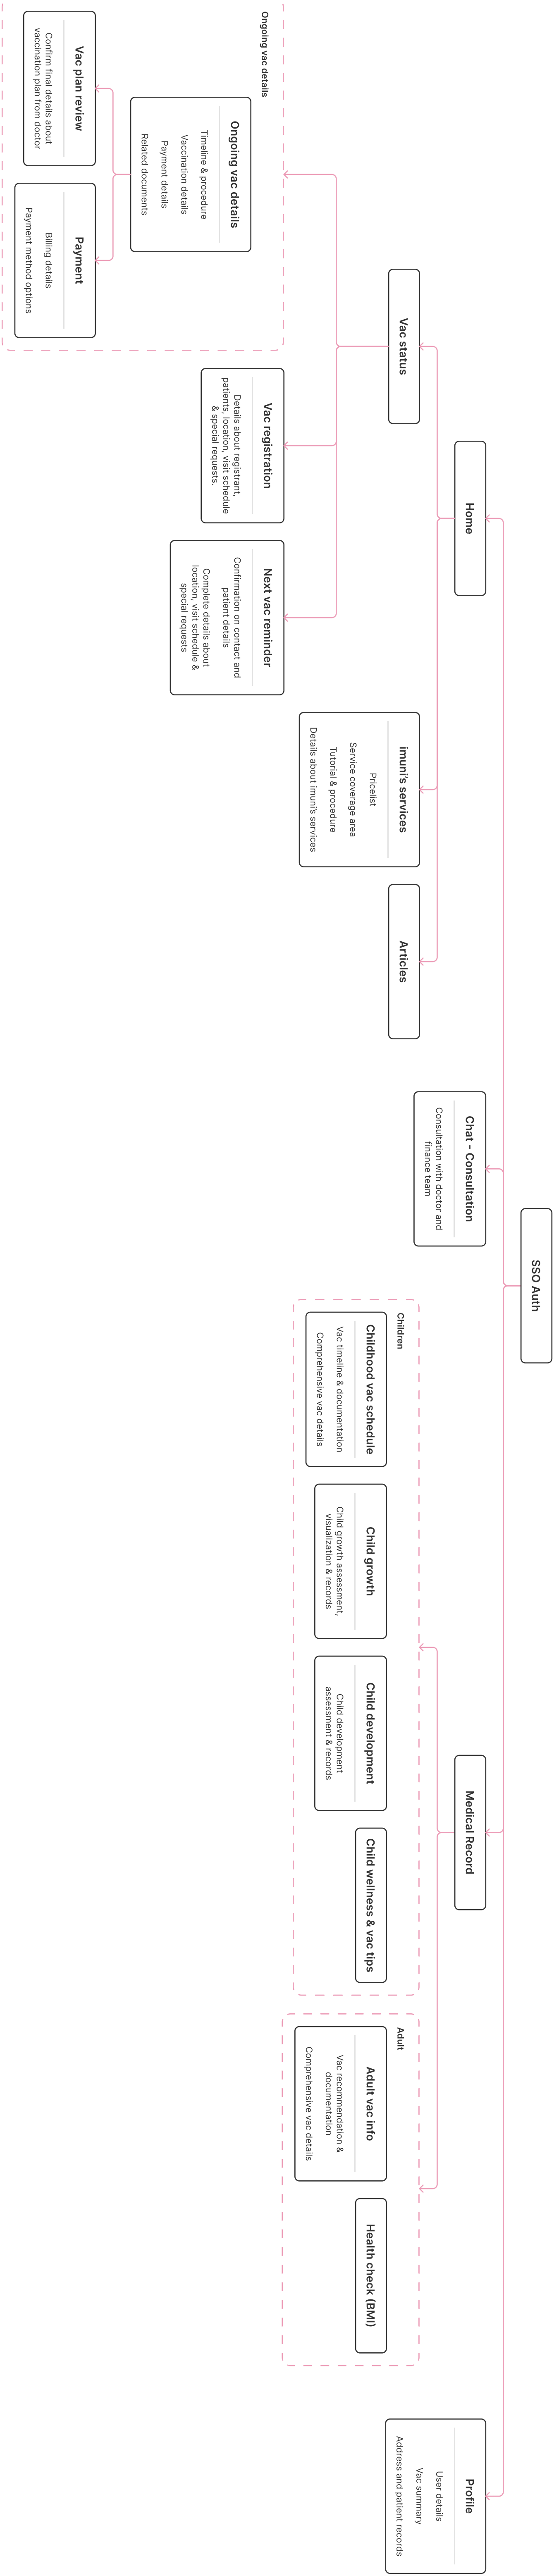 SSO Auth
Home
Chat - Consultation
Consultation with doctor and
finance team
Medical Record
Profile
User details
Vac summary
Address and patient records
Vac status
imuni's services
Pricelist
Service coverage area
Tutorial & procedure
Details about imuni's services
Articles
Children
Childhood vac schedule
Vac timeline & documentation
Comprehensive vac details
Child growth
Child growth assessment,
visualization & records
Child development
Child development
assessment & records
Child wellness & vac tips
Adult
Adult vac info
Vac recommendation &
documentation
Comprehensive vac details
Health check (BMI)
Ongoing vac details
Ongoing vac details
Timeline & procedure
Vaccination details
Payment details
Related documents
Vac registration
Details about registrant,
patients, location, visit schedule
& special requests.
Next vac reminder
Confirmation on contact and
patient details
Complete details about
location, visit schedule &
special requests
Vac plan review
Confirm final details about
vaccination plan from doctor
Payment
Billing details
Payment method options